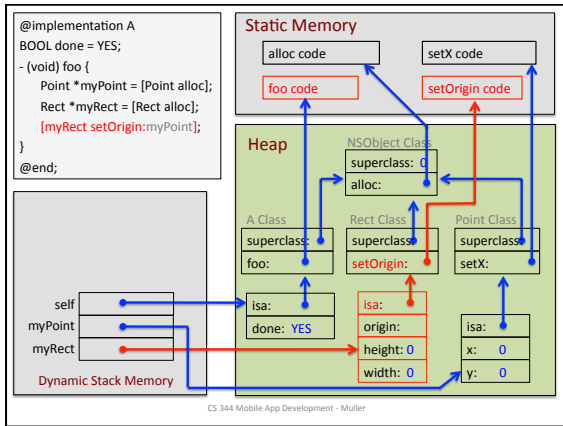 @implementation A
BOOL done = YES;
- (void) foo {
Point *myPoint = [Point alloc];
Rect *myRect = [Rect alloc];
[myRect setOrigin:myPoint];
}
@end;
Static Memory
alloc code
setX code
foo code
setOrigin code
Heap
NSObject Class
superclass: 0
alloc:
A Class
superclass:
foo:
Rect Class
superclass:
setOrigin:
Point Class
superclass:
setX:
self
myPoint
myRect
Dynamic Stack Memory
isa:
done: YES
isa:
origin:
height: 0
width: 0
isa:
x: 0
y: 0
CS 344 Mobile App Development - Muller